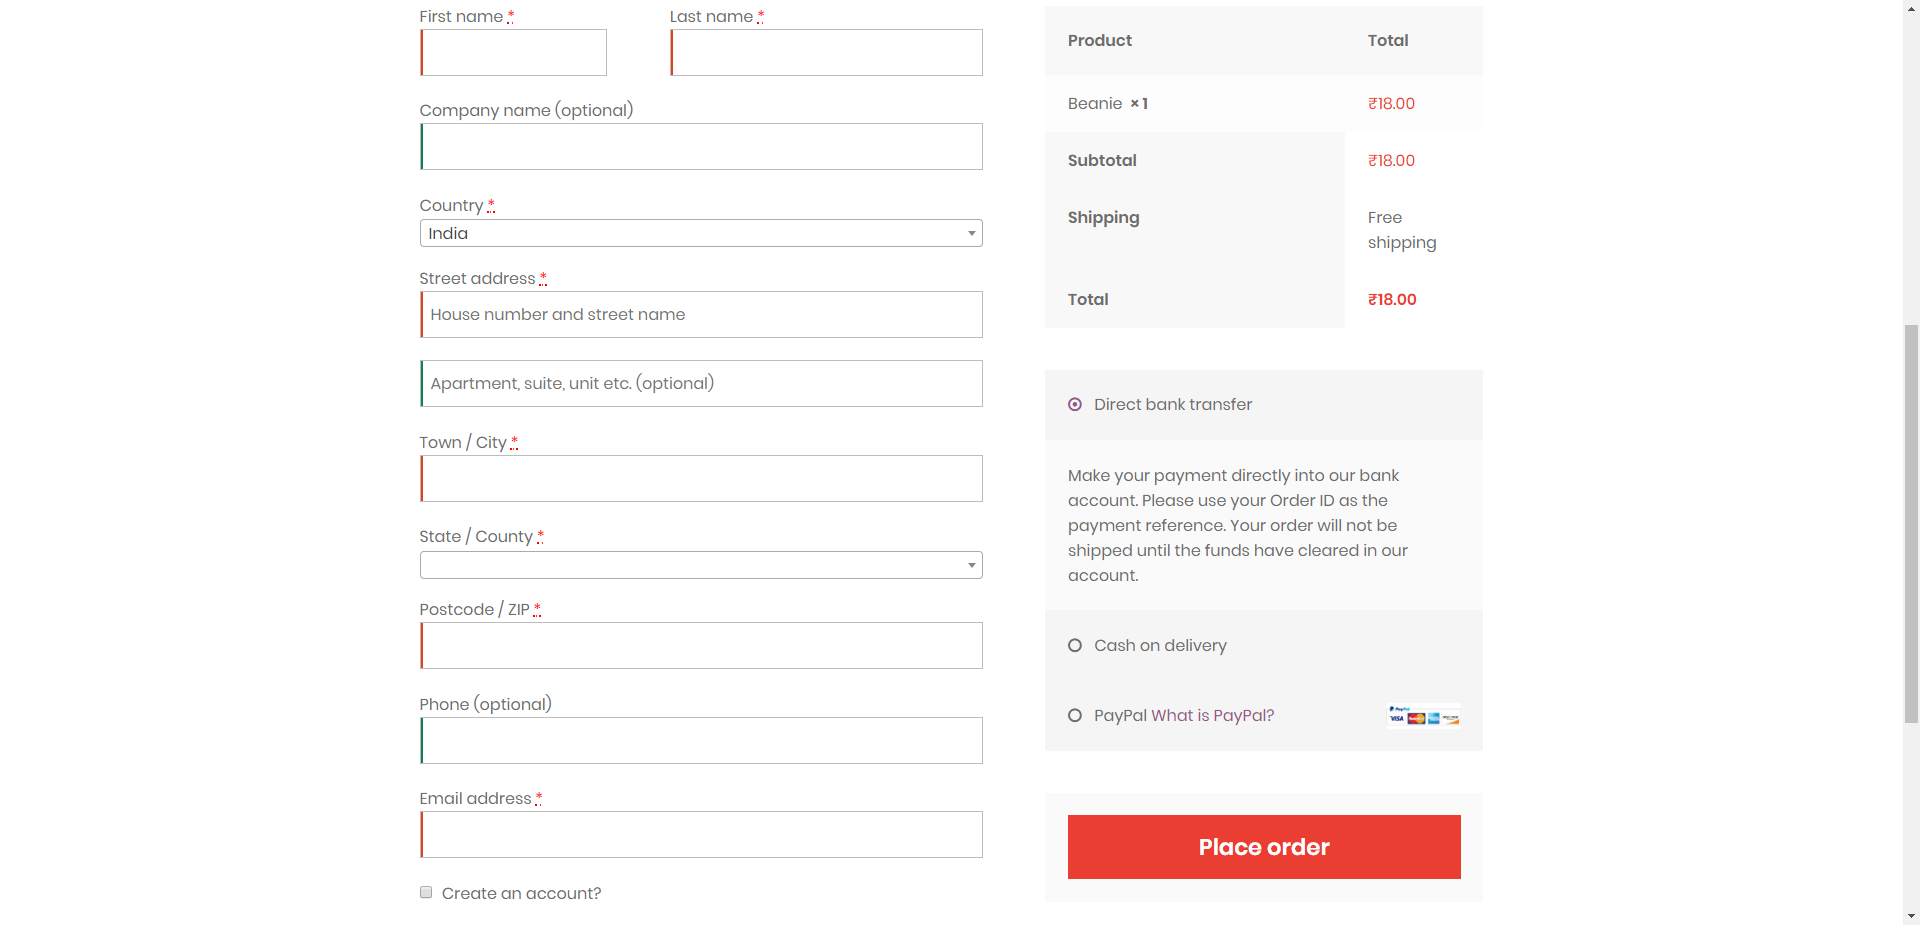 First name *
Last name *
Company name (optional)
Country *
India
Street address *
House number and street name
Apartment, suite, unit etc. (optional)
Town / City *
State / County *
Postcode / ZIP *
Phone (optional)
Email address *
Create an account?
Product Total
Beanie × 1 ₹18.00
Subtotal ₹18.00
Shipping Free
shipping
Total ₹18.00
Direct bank transfer
Make your payment directly into our bank
account. Please use your Order ID as the
payment reference. Your order will not be
shipped until the funds have cleared in our
account.
Cash on delivery
PayPal What is PayPal?
PayPal
VISA
Place order